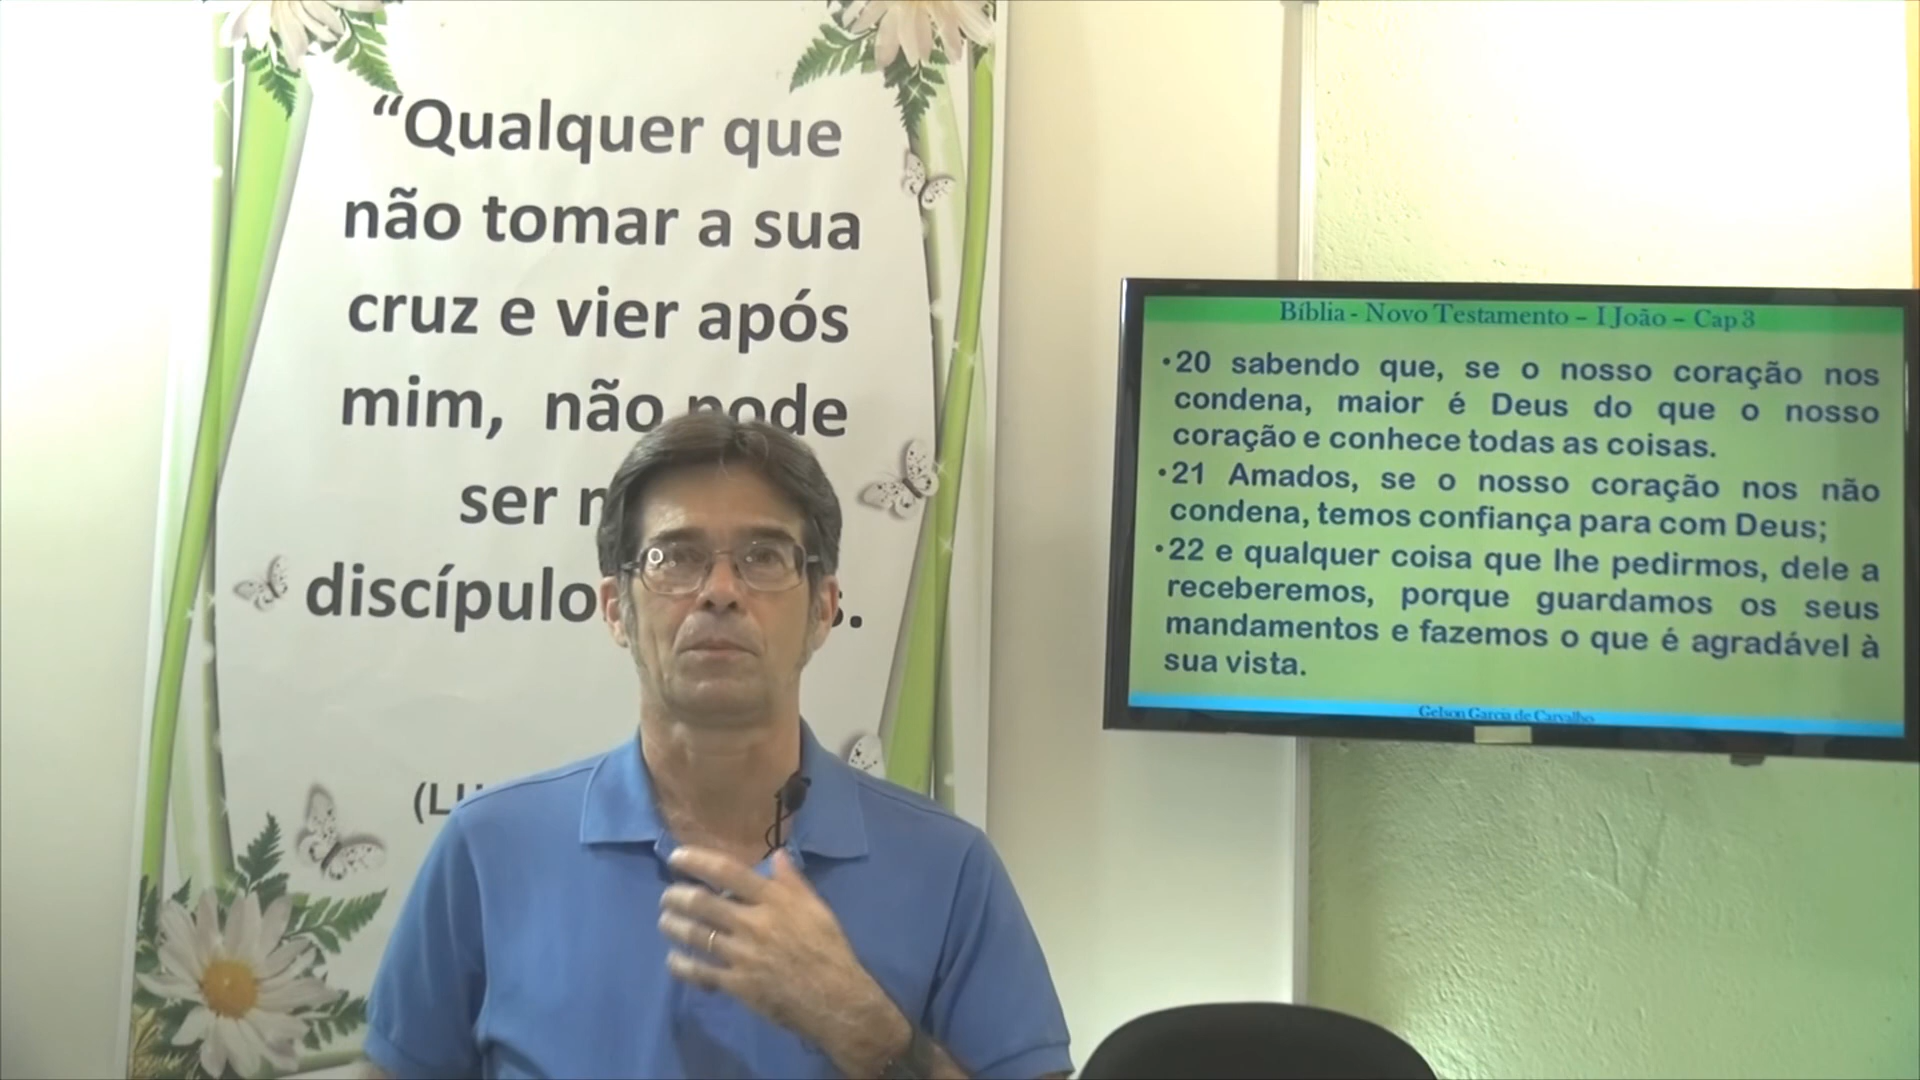 “Qualquer que
não tomar a sua
cruz e vier após
mim, não pode
ser
discípulo
(LU
Bíblia - Novo Testamento – I João – Cap 3
•20 sabendo que, se o nosso coração nos
condena, maior é Deus do que o nosso
coração e conhece todas as coisas.
•21 Amados, se o nosso coração nos não
condena, temos confiança para com Deus;
•22 e qualquer coisa que lhe pedirmos, dele a
receberemos, porque guardamos os seus
mandamentos e fazemos o que é agradável à
sua vista.
Gelson Garcia de Carvalho